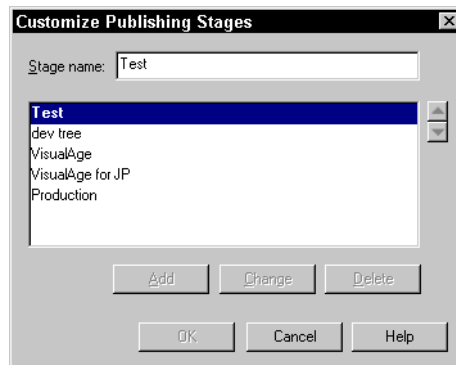 Customize Publishing Stages
Stage name: Test
Test
dev tree
VisualAge
VisualAge for JP
Production
Add Change Delete
OK Cancel Help